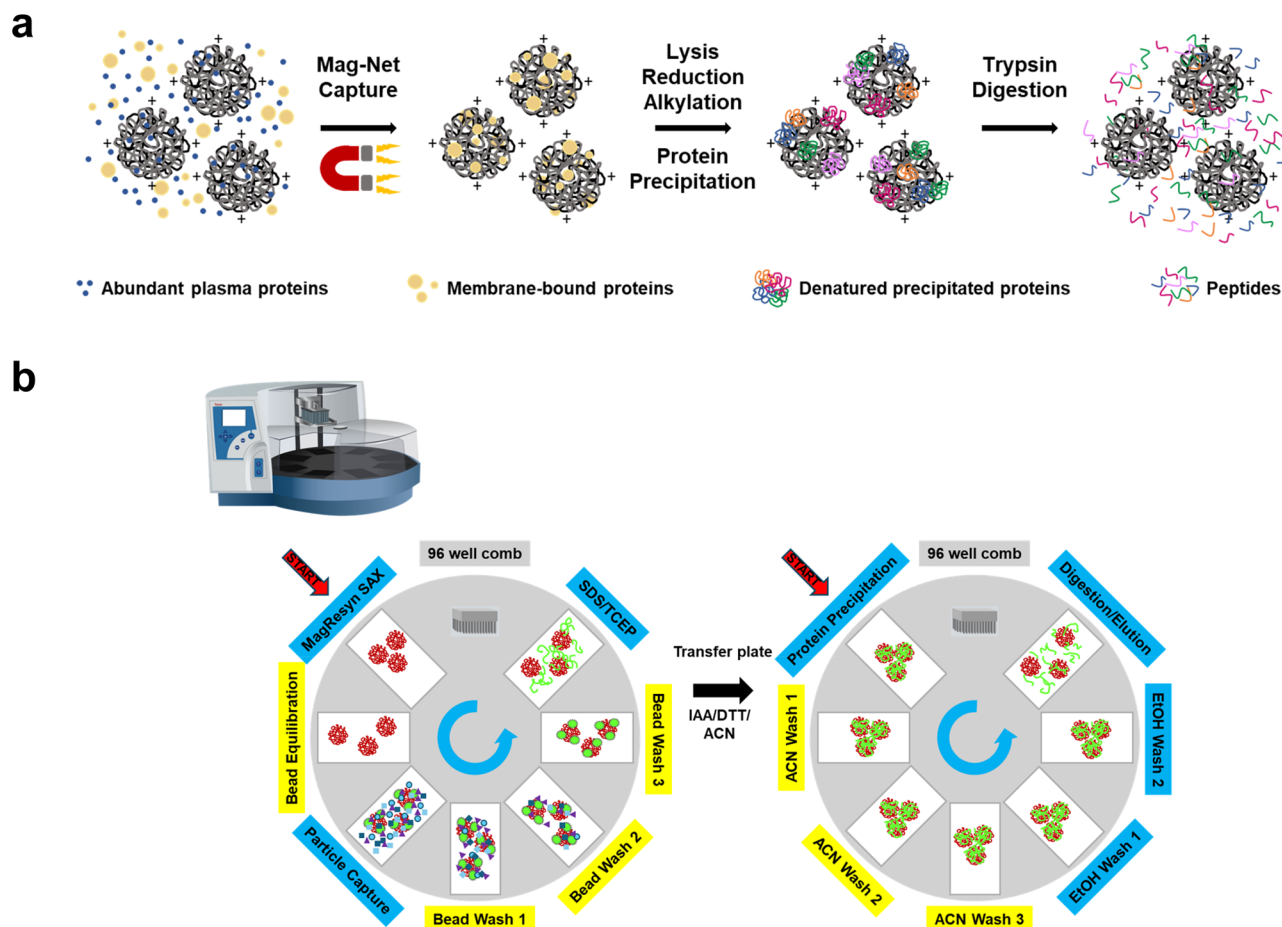 a
Mag-Net
Capture
Lysis
Reduction
Alkylation
Protein
Precipitation
Trypsin
Digestion
Abundant plasma proteins
Membrane-bound proteins
Denatured precipitated proteins
Peptides
b
START
MagResyn SAX
96 well comb
SDS/TCEP
Bead Equilibration
Bead Wash 3
Particle Capture
Bead Wash 2
Bead Wash 1
Transfer plate
IAA/DTT/
ACN
START
Protein Precipitation
96 well comb
Digestion/Elution
ACN Wash 1
EtOH Wash 2
ACN Wash 2
EtOH Wash 1
ACN Wash 3